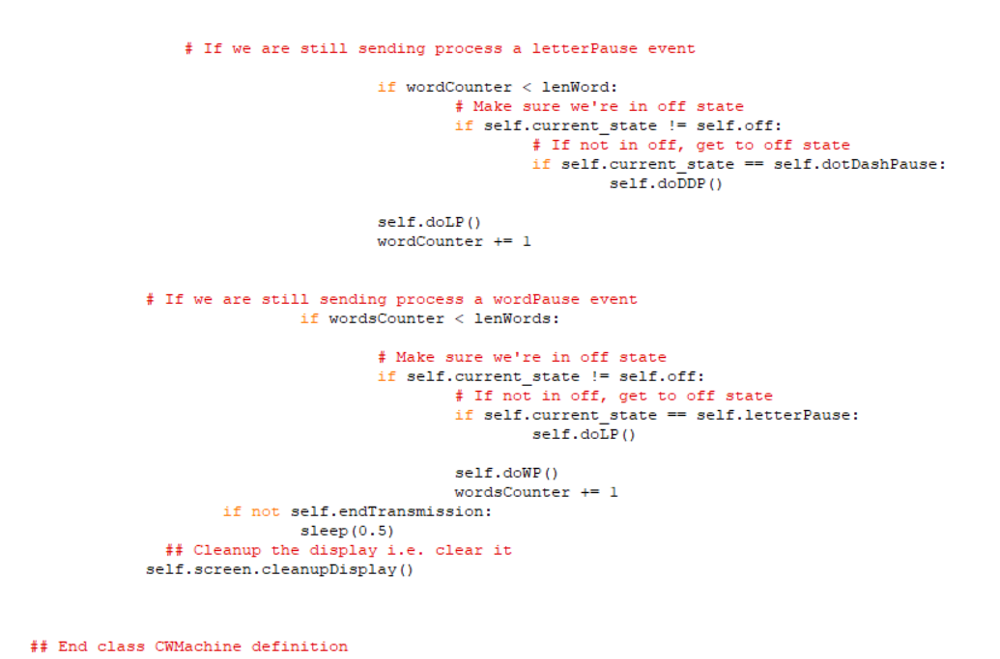 # If we are still sending process a letterPause event
if wordCounter < lenWord:
# Make sure we're in off state
if self.current_state != self.off:
# If not in off, get to off state
if self.current_state == self.dotDashPause:
self.doDDP()
self.doLP()
wordCounter += 1
# If we are still sending process a wordPause event
if wordsCounter < lenWords:
# Make sure we're in off state
if self.current_state != self.off:
# If not in off, get to off state
if self.current_state == self.letterPause:
self.doLP()
self.doWP()
wordsCounter += 1
if not self.endTransmission:
sleep(0.5)
## Cleanup the display i.e. clear it
self.screen.cleanupDisplay()
## End class CWMachine definition